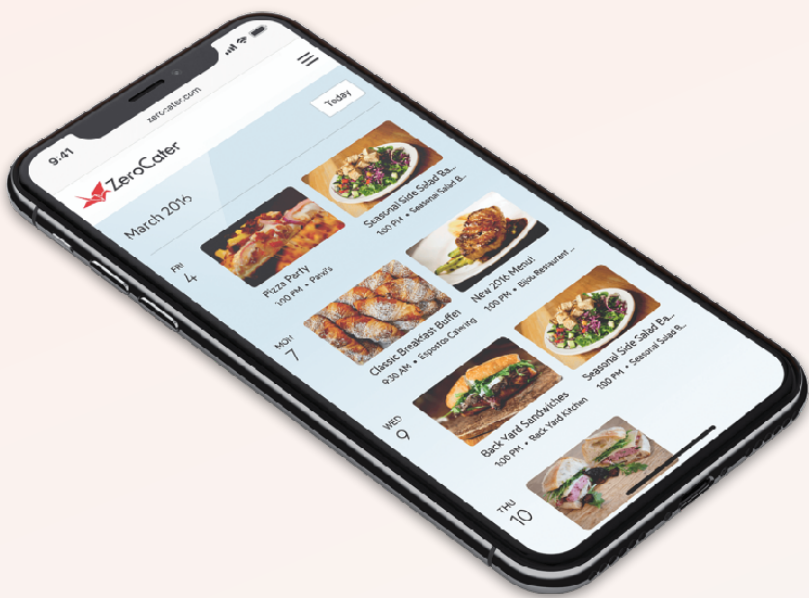 9:41
zerocater.com
ZeroCater
Today
March 2016
FRI
4
Pizza Party
1:00 PM • Patxi's
Seasonal Side Salad Ba...
1:00 PM • Seasonal Salad B...
MON
7
Classic Breakfast Buffet
9:30 AM • Espositos Catering
New 2016 Menu!
1:00 PM • Bijou Restaurant ...
WED
9
Back Yard Sandwiches
1:00 PM • Back Yard Kitchen
Seasonal Side Salad Ba...
1:00 PM • Seasonal Salad B...
THU
10